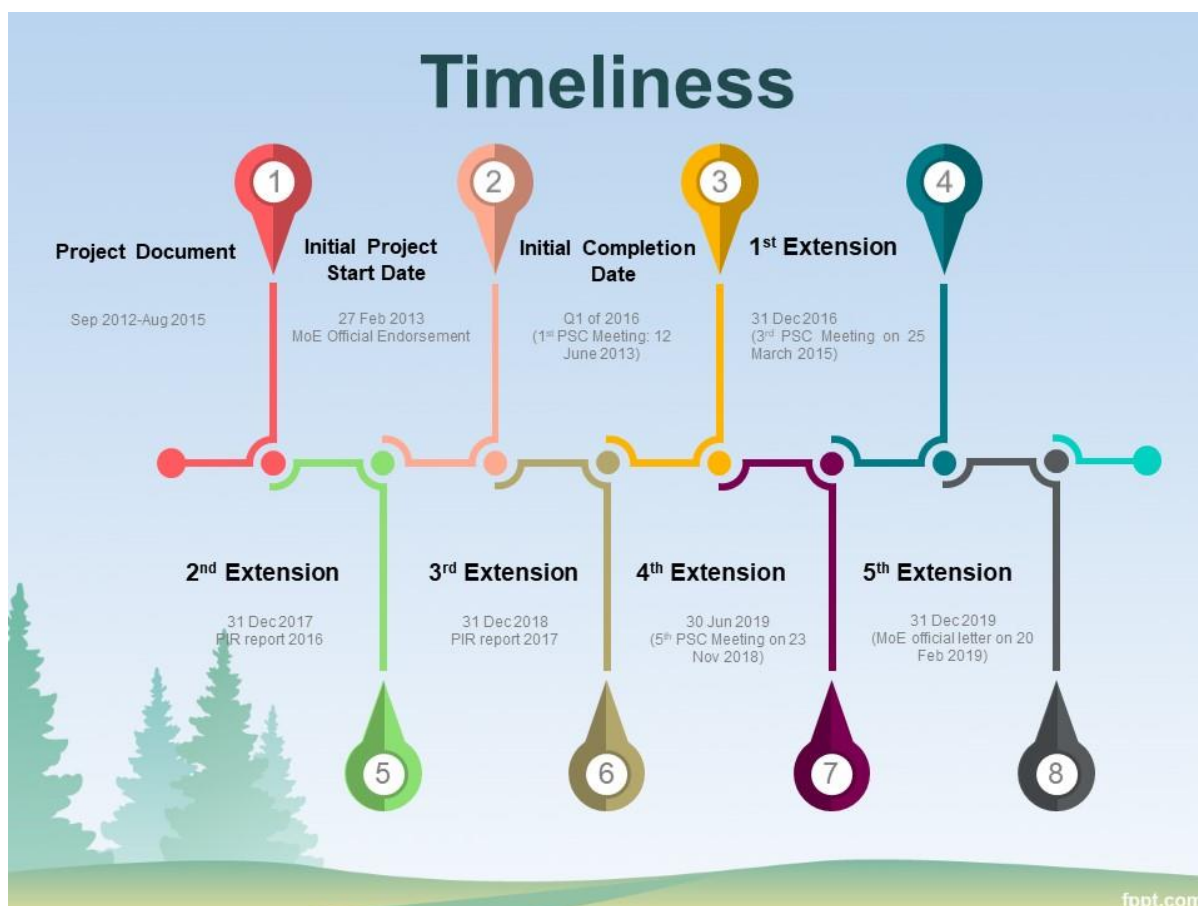 Timeliness
1
2
3
4
Project Document
Initial Project
Start Date
Initial Completion
Date
1st Extension
Sep 2012-Aug 2015
27 Feb 2013
MoE Official Endorsement
Q1 of 2016
(1st PSC Meeting: 12
June 2013)
31 Dec 2016
(3rd PSC Meeting on 25
March 2015)
2nd Extension
3rd Extension
4th Extension
5th Extension
31 Dec 2017
PIR report 2016
31 Dec 2018
PIR report 2017
30 Jun 2019
(5th PSC Meeting on 23
Nov 2018)
31 Dec 2019
(MoE official letter on 20
Feb 2019)
5
6
7
8
fppt.com